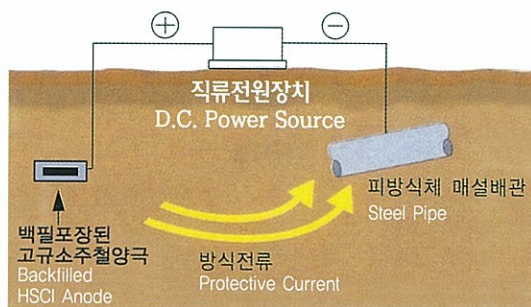 +
−
직류전원장치
D.C. Power Source
피방식체 매설배관
Steel Pipe
백필포장된
고규소주철양극
Backfilled
HSCI Anode
방식전류
Protective Current